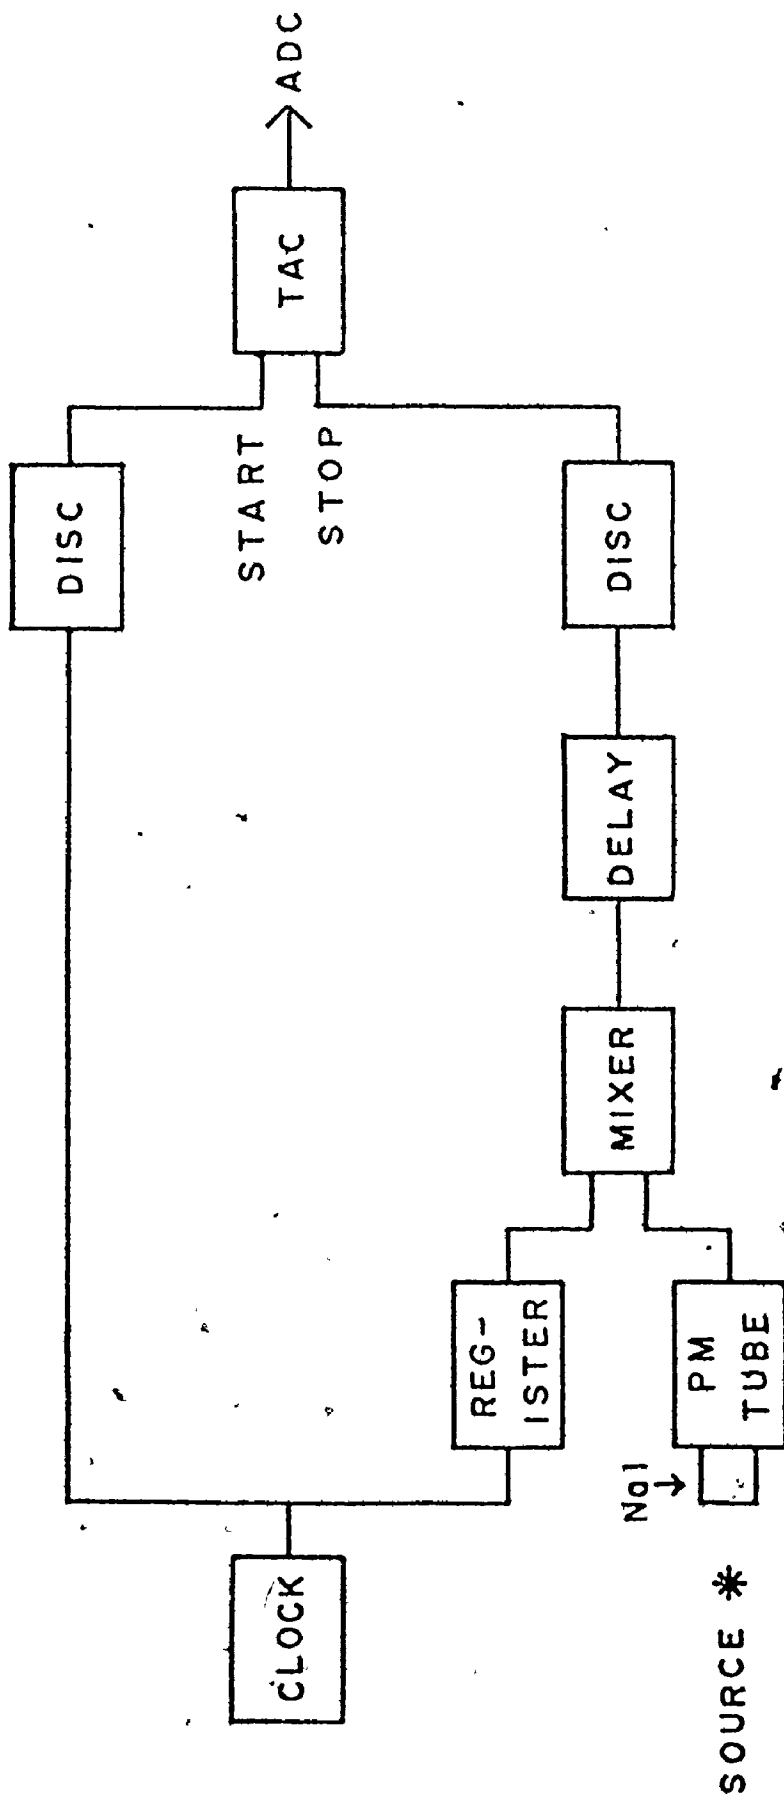 CLOCK
SOURCE *
NaI
REG-
ISTER
PM
TUBE
MIXER
DELAY
DISC
DISC
START
STOP
TAC
ADC